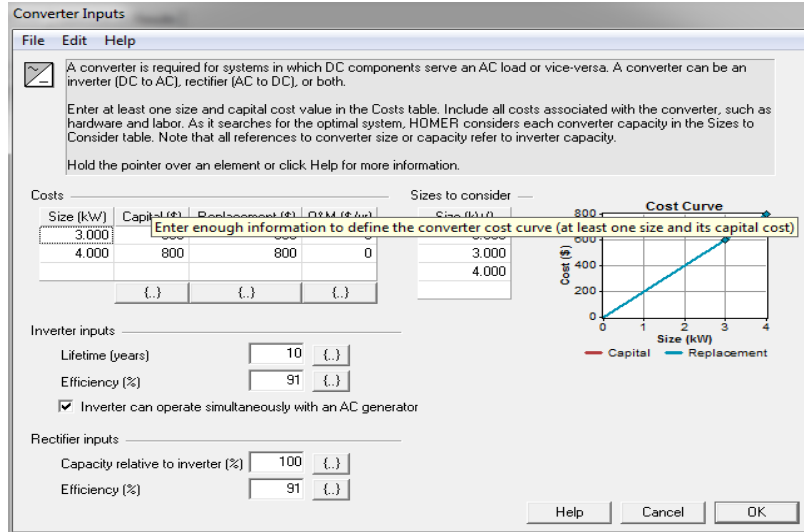 Converter Inputs
File Edit Help
A converter is required for systems in which DC components serve an AC load or vice-versa. A converter can be an
inverter (DC to AC), rectifier (AC to DC), or both.
Enter at least one size and capital cost value in the Costs table. Include all costs associated with the converter, such as
hardware and labor. As it searches for the optimal system, HOMER considers each converter capacity in the Sizes to
Consider table. Note that all references to converter size or capacity refer to inverter capacity.
Hold the pointer over an element or click Help for more information.
Costs
Size (kW) Capital ($) Replacement ($) O&M ($/yr)
Enter enough information to define the converter cost curve (at least one size and its capital cost)
3.000
4.000 800 800 0
{..} {..} {..}
Sizes to consider
Size (kW)
3.000
4.000
Cost Curve
Cost ($)
800
600
400
200
0
0 1 2 3 4
Size (kW)
Capital Replacement
Inverter inputs
Lifetime (years) 10 {..}
Efficiency (%) 91 {..}
Inverter can operate simultaneously with an AC generator
Rectifier inputs
Capacity relative to inverter (%) 100 {..}
Efficiency (%) 91 {..}
Help Cancel OK